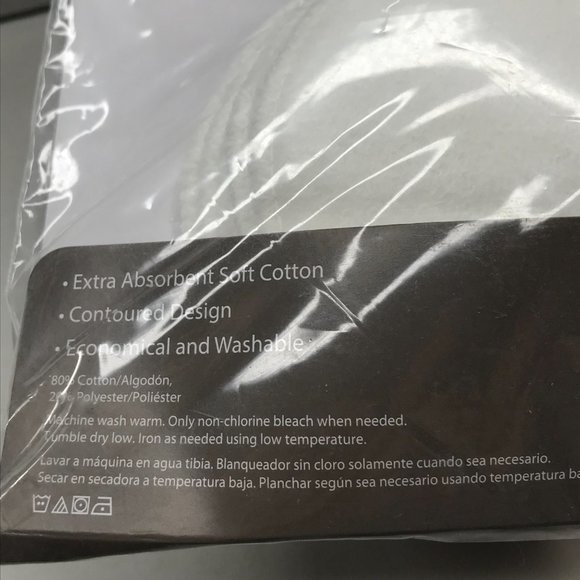 • Extra Absorbent Soft Cotton
• Contoured Design
• Economical and Washable
80% Cotton/Algodón,
20% Polyester/Poliéster
Machine wash warm. Only non-chlorine bleach when needed.
Tumble dry low. Iron as needed using low temperature.
Lavar a máquina en agua tibia. Blanqueador sin cloro solamente cuando sea necesario.
Secar en secadora a temperatura baja. Planchar según sea necesario usando temperatura